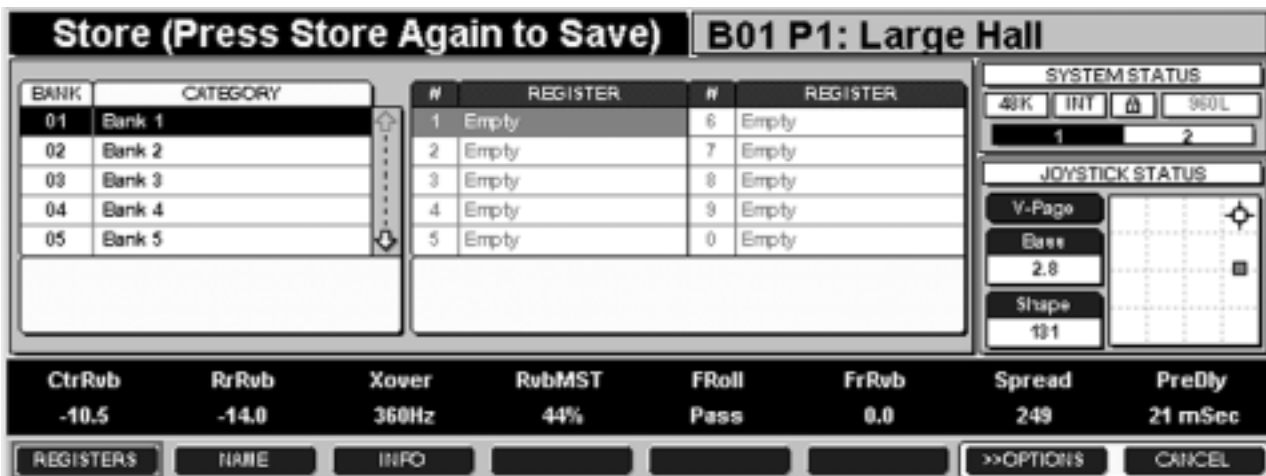 Store (Press Store Again to Save) B01 P1: Large Hall
BANK CATEGORY # REGISTER # REGISTER
01 Bank 1 1 Empty 6 Empty
02 Bank 2 2 Empty 7 Empty
03 Bank 3 3 Empty 8 Empty
04 Bank 4 4 Empty 9 Empty
05 Bank 5 5 Empty 0 Empty
SYSTEM STATUS
48K INT 960L
1 2
JOYSTICK STATUS
V-Page
Bass
2.8
Shape
131
CtrRvb RrRvb Xover RvbMST FRoll FrRvb Spread PreDly
-10.5 -14.0 360Hz 44% Pass 0.0 249 21 mSec
REGISTERS NAME INFO >>OPTIONS CANCEL